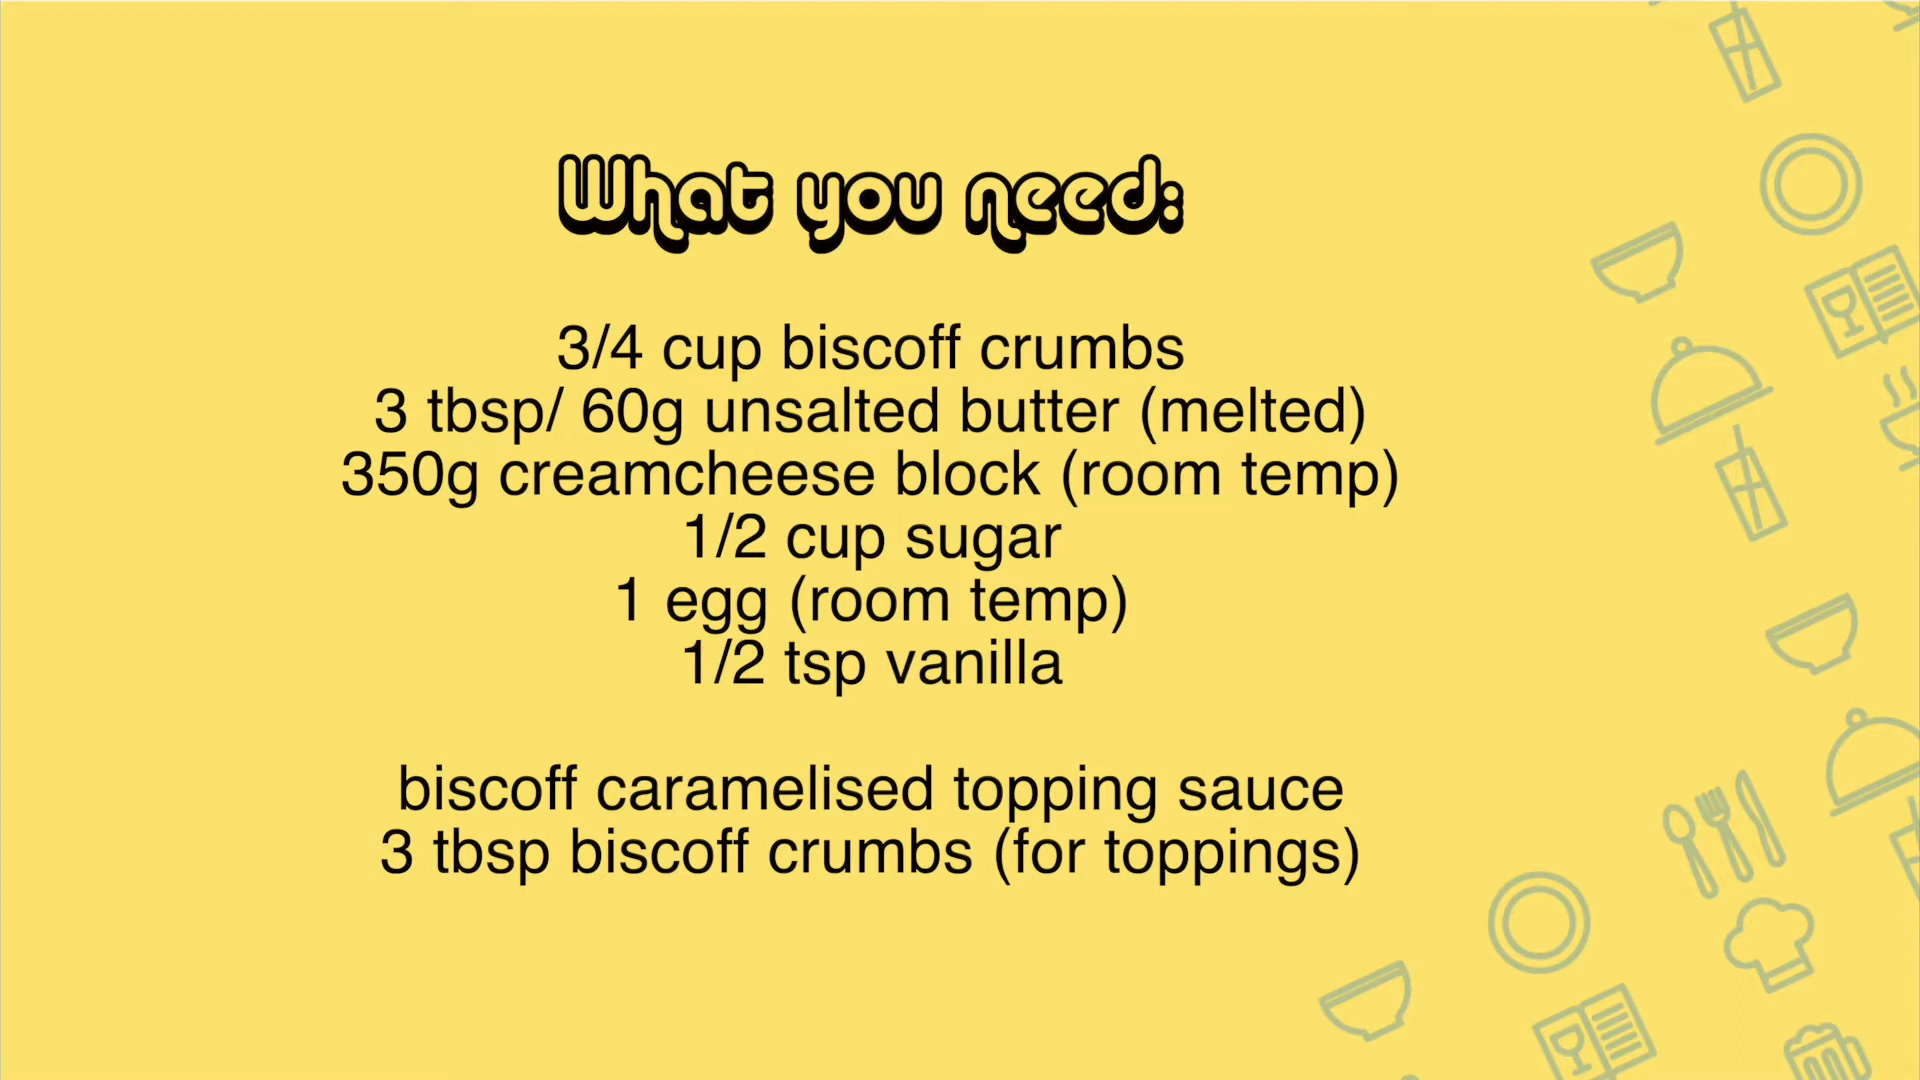 What you need:
3/4 cup biscoff crumbs
3 tbsp/ 60g unsalted butter (melted)
350g creamcheese block (room temp)
1/2 cup sugar
1 egg (room temp)
1/2 tsp vanilla
biscoff caramelised topping sauce
3 tbsp biscoff crumbs (for toppings)